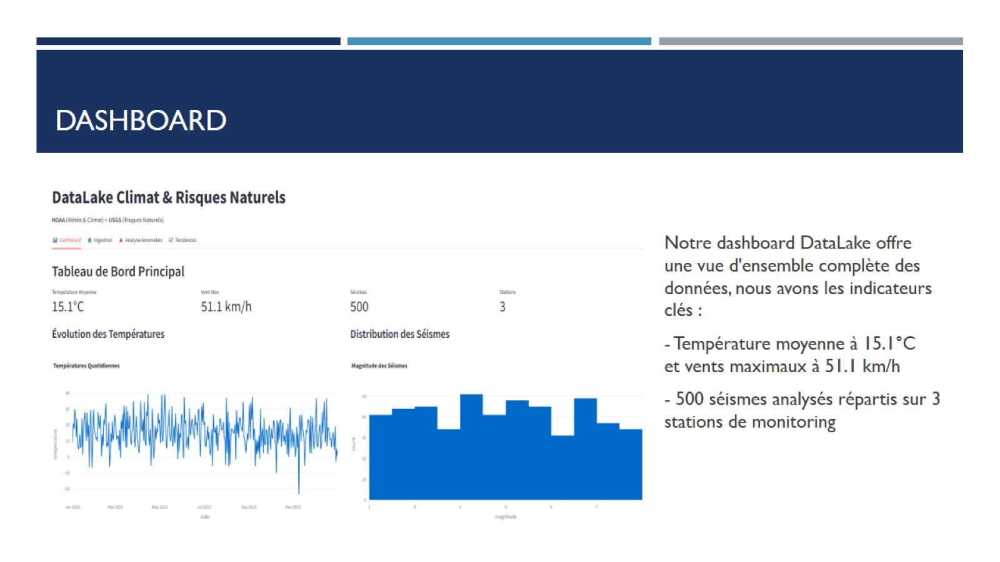 DASHBOARD
DataLake Climat & Risques Naturels
NOAA (Météo & Climat) + USGS (Risques Naturels)
Dashboard Ingestion Analyse Anomalies Tendances
Tableau de Bord Principal
Température Moyenne Vent Max Séismes Stations
15.1°C 51.1 km/h 500 3
Évolution des Températures Distribution des Séismes
Températures Quotidiennes Magnitude des Séismes
40
30
20
10
0
−10
−20
temperature
Jan 2023 Mar 2023 May 2023 Jul 2023 Sep 2023 Nov 2023
date
50
40
30
20
10
0
count
2 3 4 5 6 7
magnitude
Notre dashboard DataLake offre
une vue d'ensemble complète des
données, nous avons les indicateurs
clés :
- Température moyenne à 15.1°C
et vents maximaux à 51.1 km/h
- 500 séismes analysés répartis sur 3
stations de monitoring